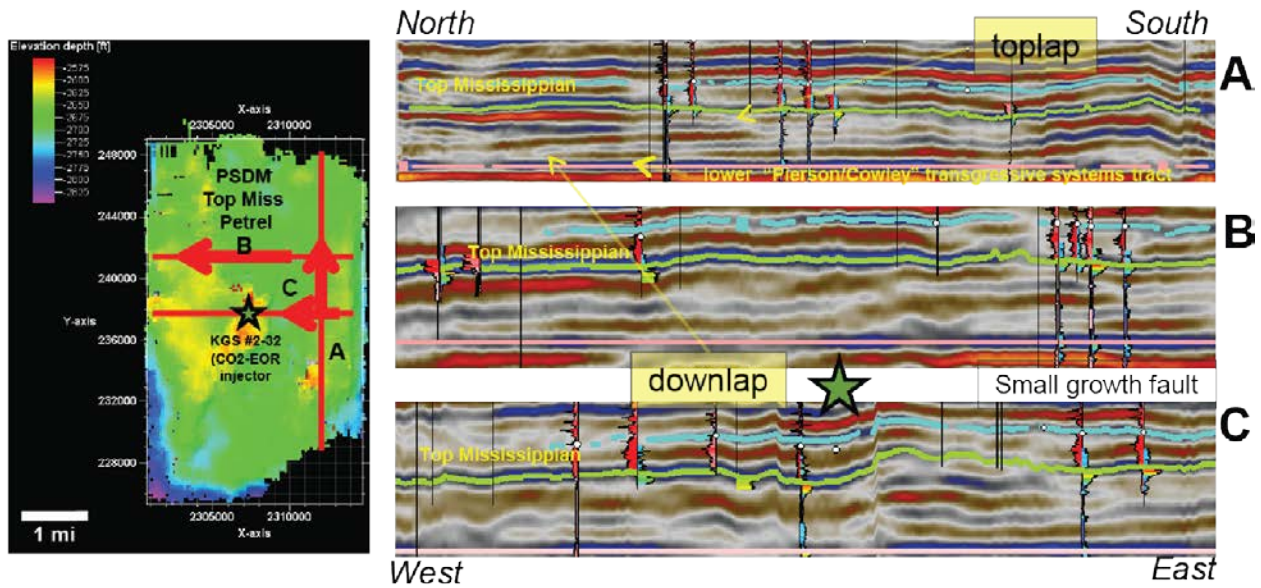 Elevation depth [ft]
-2575
-2600
-2625
-2650
-2675
-2700
-2725
-2750
-2775
X-axis
2305000 2310000
248000
244000
240000
236000
232000
228000
Y-axis
PSDM
Top Miss
Petrel
B
C
A
KGS #2-32
(CO2-EOR
injector
2305000 2310000
X-axis
1 mi
North South
toplap
Top Mississippian
lower "Pierson/Cowley" transgressive systems tract
A
Top Mississippian
B
downlap
Small growth fault
Top Mississippian
C
West East